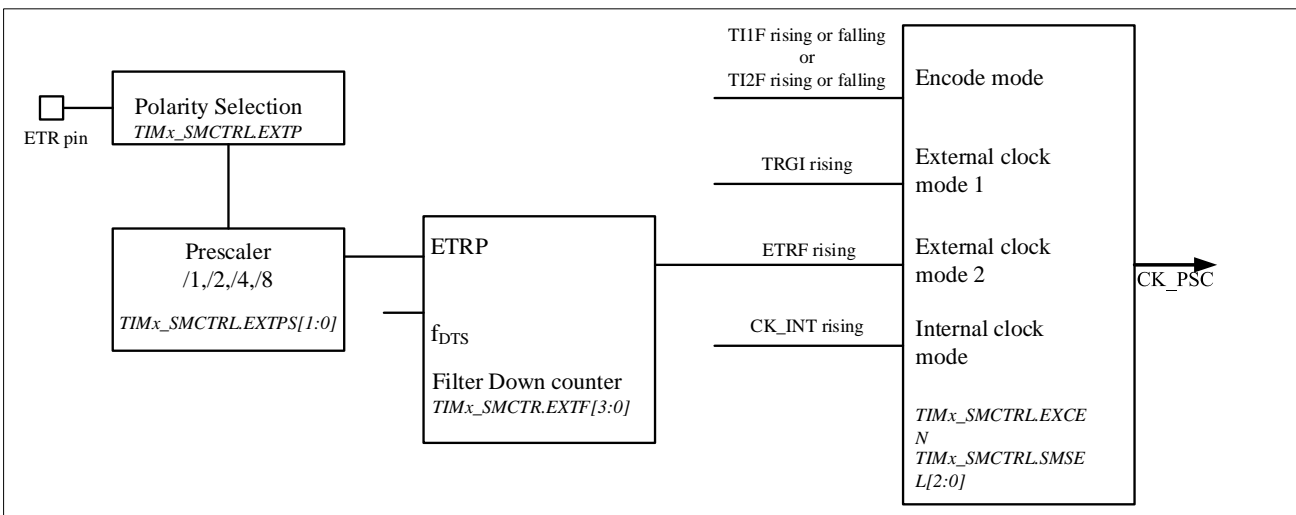 ETR pin
Polarity Selection
TIMx_SMCTRL.EXTP
Prescaler
/1,/2,/4,/8
TIMx_SMCTRL.EXTPS[1:0]
ETRP
fDTS
Filter Down counter
TIMx_SMCTR.EXTF[3:0]
TI1F rising or falling
or
TI2F rising or falling
TRGI rising
ETRF rising
CK_INT rising
Encode mode
External clock
mode 1
External clock
mode 2
Internal clock
mode
TIMx_SMCTRL.EXCE
N
TIMx_SMCTRL.SMSE
L[2:0]
CK_PSC